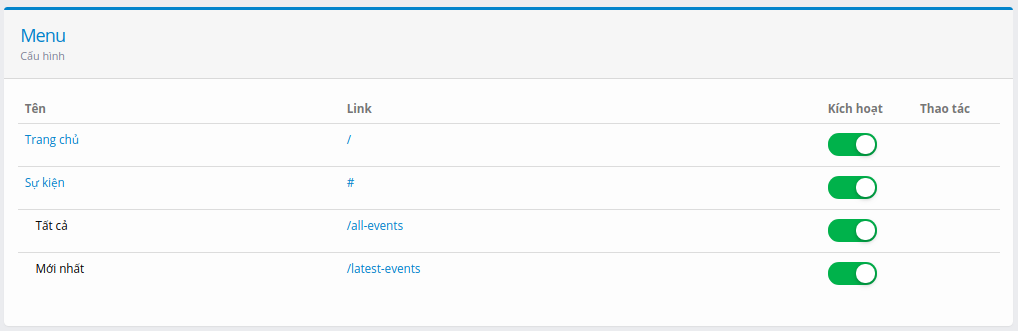 Menu
Cấu hình
Tên Link Kích hoạt Thao tác
Trang chủ /
Sự kiện #
Tất cả /all-events
Mới nhất /latest-events